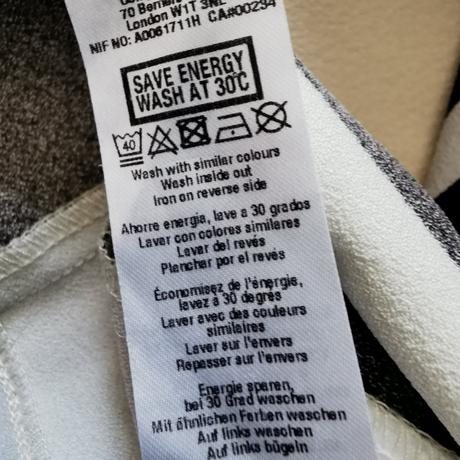 70 Berners
London W1T 3NL
NIF NO: A0061711H CA#00294
SAVE ENERGY
WASH AT 30°C
40
Wash with similar colours
Wash inside out
Iron on reverse side
Ahorre energia, lave a 30 grados
Lavar con colores similares
Lavar del revés
Planchar por el revés
Économisez de l'énergie,
lavez à 30 degrés
Laver avec des couleurs
similaires
Laver sur l'envers
Repasser sur l'envers
Energie sparen,
bei 30 Grad waschen
Mit ähnlichen Farben waschen
Auf links waschen
Auf links bügeln